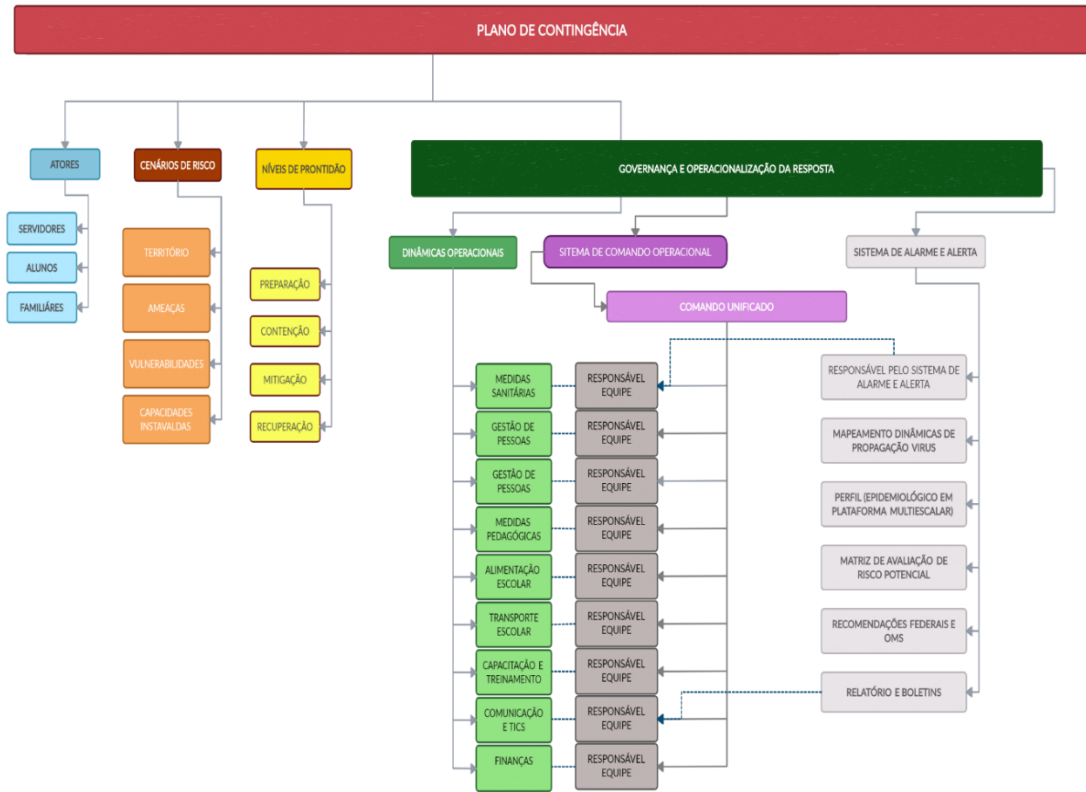 PLANO DE CONTINGÊNCIA
ATORES
CENÁRIOS DE RISCO
NÍVEIS DE PRONTIDÃO
GOVERNANÇA E OPERACIONALIZAÇÃO DA RESPOSTA
SERVIDORES
ALUNOS
FAMILIÁRES
TERRITÓRIO
AMEAÇAS
VULNERABILIDADES
CAPACIDADES
INSTAVALDAS
PREPARAÇÃO
CONTENÇÃO
MITIGAÇÃO
RECUPERAÇÃO
DINÂMICAS OPERACIONAIS
SITEMA DE COMANDO OPERACIONAL
SISTEMA DE ALARME E ALERTA
COMANDO UNIFICADO
MEDIDAS
SANITÁRIAS
RESPONSÁVEL
EQUIPE
GESTÃO DE
PESSOAS
RESPONSÁVEL
EQUIPE
GESTÃO DE
PESSOAS
RESPONSÁVEL
EQUIPE
MEDIDAS
PEDAGÓGICAS
RESPONSÁVEL
EQUIPE
ALIMENTAÇÃO
ESCOLAR
RESPONSÁVEL
EQUIPE
TRANSPORTE
ESCOLAR
RESPONSÁVEL
EQUIPE
CAPACITAÇÃO E
TREINAMENTO
RESPONSÁVEL
EQUIPE
COMUNICAÇÃO
E TICS
RESPONSÁVEL
EQUIPE
FINANÇAS
RESPONSÁVEL
EQUIPE
RESPONSÁVEL PELO SISTEMA DE
ALARME E ALERTA
MAPEAMENTO DINÂMICAS DE
PROPAGAÇÃO VIRUS
PERFIL (EPIDEMIOLÓGICO EM
PLATAFORMA MULTIESCALAR)
MATRIZ DE AVALIAÇÃO DE
RISCO POTENCIAL
RECOMENDAÇÕES FEDERAIS E
OMS
RELATÓRIO E BOLETINS